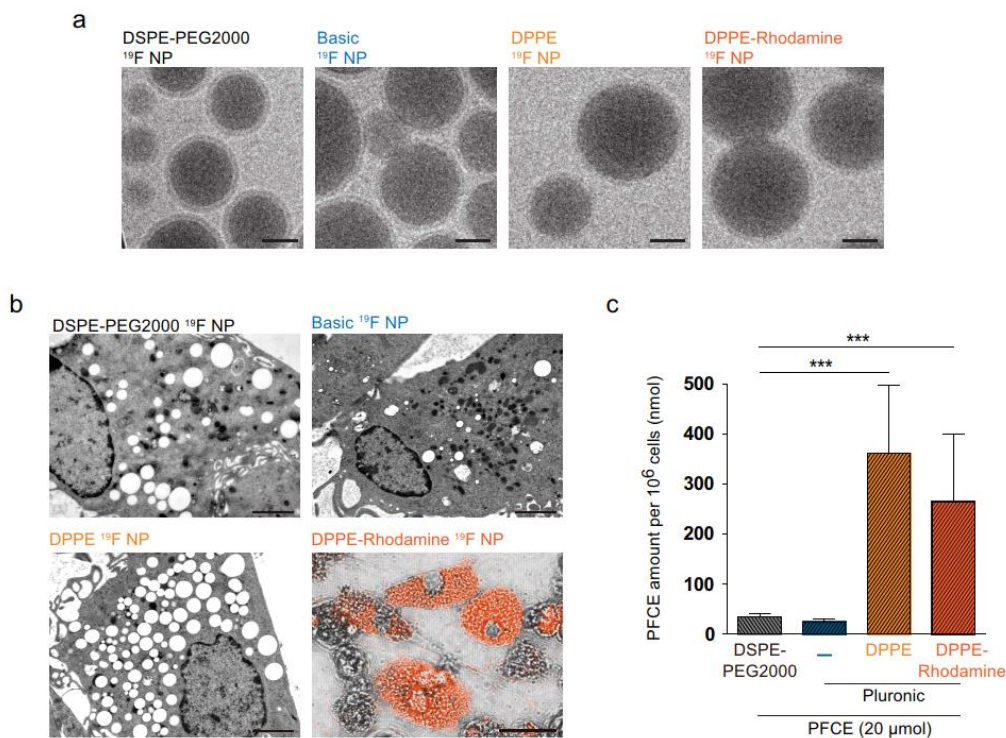 a
DSPE-PEG2000
¹⁹F NP
Basic
¹⁹F NP
DPPE
¹⁹F NP
DPPE-Rhodamine
¹⁹F NP
b
DSPE-PEG2000 ¹⁹F NP
Basic ¹⁹F NP
DPPE ¹⁹F NP
DPPE-Rhodamine ¹⁹F NP
c
***
***
PFCE amount per 10⁶ cells (nmol)
500
400
300
200
100
0
DSPE-
PEG2000
–
DPPE
DPPE-
Rhodamine
Pluronic
PFCE (20 µmol)